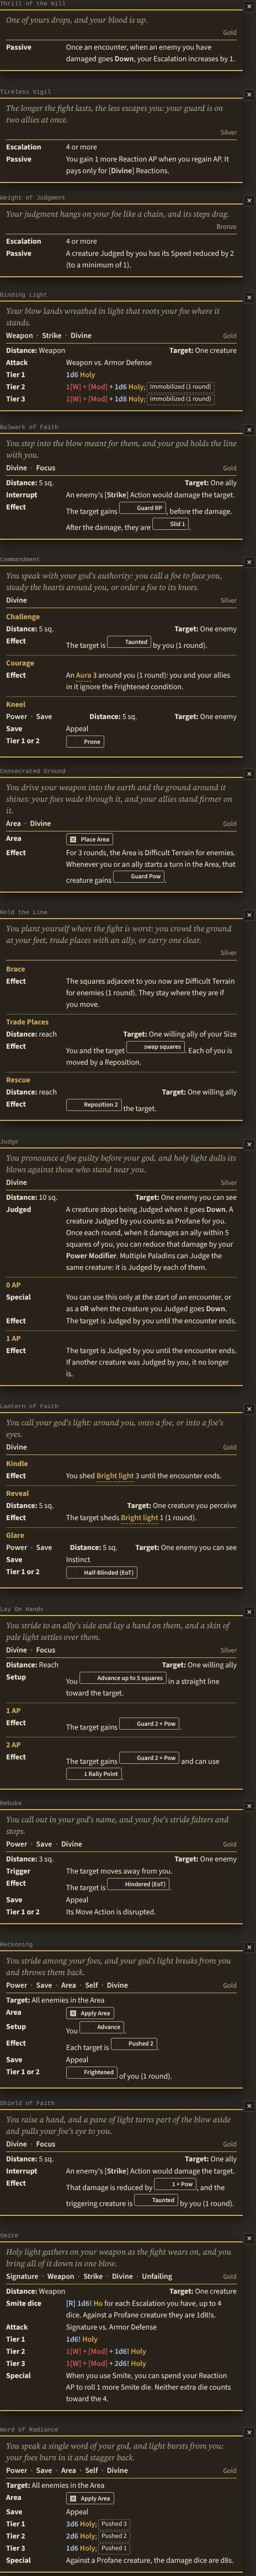 Thrill of the Kill
One of yours drops, and your blood is up.
Gold
Passive Once an encounter, when an enemy you have
damaged goes Down, your Escalation increases by 1.
Tireless Vigil
The longer the fight lasts, the less escapes you: your guard is on
two allies at once.
Silver
Escalation 4 or more
Passive You gain 1 more Reaction AP when you regain AP. It
pays only for [Divine] Reactions.
Weight of Judgment
Your judgment hangs on your foe like a chain, and its steps drag.
Bronze
Escalation 4 or more
Passive A creature Judged by you has its Speed reduced by 2
(to a minimum of 1).
Binding Light
Your blow lands wreathed in light that roots your foe where it
stands.
Weapon · Strike · Divine Gold
Distance: Weapon Target: One creature
Attack Weapon vs. Armor Defense
Tier 1 1d6 Holy
Tier 2 1[W] + [Mod] + 1d6 Holy; Immobilized (1 round)
Tier 3 1[W] + [Mod] + 1d8 Holy; Immobilized (1 round)
Bulwark of Faith
You step into the blow meant for them, and your god holds the line
with you.
Divine · Focus Gold
Distance: 5 sq. Target: One ally
Interrupt An enemy's [Strike] Action would damage the target.
Effect The target gains Guard RP, before the damage.
After the damage, they are Slid 1.
Commandment
You speak with your god's authority: you call a foe to face you,
steady the hearts around you, or order a foe to its knees.
Divine Silver
Challenge
Distance: 5 sq. Target: One enemy
Effect The target is Taunted by you (1 round).
Courage
Effect An Aura 3 around you (1 round): you and your allies
in it ignore the Frightened condition.
Kneel
Power · Save Distance: 5 sq. Target: One enemy
Save Appeal
Tier 1 or 2 Prone
Consecrated Ground
You drive your weapon into the earth and the ground around it
shines: your foes wade through it, and your allies stand firmer on
it.
Area · Divine Gold
Area Place Area
Effect For 3 rounds, the Area is Difficult Terrain for enemies.
Whenever you or an ally starts a turn in the Area, that
creature gains Guard Pow.
Hold the Line
You plant yourself where the fight is worst: you crowd the ground
at your feet, trade places with an ally, or carry one clear.
Silver
Brace
Effect The squares adjacent to you now are Difficult Terrain
for enemies (1 round). They stay where they are if
you move.
Trade Places
Distance: reach Target: One willing ally of your Size
Effect You and the target swap squares. Each of you is
moved by a Reposition.
Rescue
Distance: reach Target: One willing ally
Effect Reposition 2 the target.
Judge
You pronounce a foe guilty before your god, and holy light dulls its
blows against those who stand near you.
Divine Silver
Distance: 10 sq. Target: One enemy you can see
Judged A creature stops being Judged when it goes Down. A
creature Judged by you counts as Profane for you.
Once each round, when it damages an ally within 5
squares of you, you can reduce that damage by your
Power Modifier. Multiple Paladins can Judge the
same creature: it is Judged by each of them.
0 AP
Special You can use this only at the start of an encounter, or
as a 0R when the creature you Judged goes Down.
Effect The target is Judged by you until the encounter ends.
1 AP
Effect The target is Judged by you until the encounter ends.
If another creature was Judged by you, it no longer
is.
Lantern of Faith
You call your god's light: around you, onto a foe, or into a foe's
eyes.
Divine Gold
Kindle
Effect You shed Bright light 3 until the encounter ends.
Reveal
Distance: 5 sq. Target: One creature you perceive
Effect The target sheds Bright light 1 (1 round).
Glare
Power · Save Distance: 5 sq. Target: One enemy you can see
Save Instinct
Tier 1 or 2 Half-Blinded (EoT)
Lay On Hands
You stride to an ally's side and lay a hand on them, and a skin of
pale light settles over them.
Divine · Focus Silver
Distance: Reach Target: One willing ally
Setup You Advance up to 5 squares in a straight line
toward the target.
1 AP
Effect The target gains Guard 2 + Pow.
2 AP
Effect The target gains Guard 2 + Pow and can use
1 Rally Point.
Rebuke
You call out in your god's name, and your foe's stride falters and
stops.
Power · Save · Divine Gold
Distance: 3 sq. Target: One enemy
Trigger The target moves away from you.
Effect The target is Hindered (EoT).
Save Appeal
Tier 1 or 2 Its Move Action is disrupted.
Reckoning
You stride among your foes, and your god's light breaks from you
and throws them back.
Power · Save · Area · Self · Divine Gold
Target: All enemies in the Area
Area Apply Area
Setup You Advance.
Effect Each target is Pushed 2.
Save Appeal
Tier 1 or 2 Frightened of you (1 round).
Shield of Faith
You raise a hand, and a pane of light turns part of the blow aside
and pulls your foe's eye to you.
Divine · Focus Gold
Distance: 5 sq. Target: One ally
Interrupt An enemy's [Strike] Action would damage the target.
Effect That damage is reduced by 1 + Pow, and the
triggering creature is Taunted by you (1 round).
Smite
Holy light gathers on your weapon as the fight wears on, and you
bring all of it down in one blow.
Signature · Weapon · Strike · Divine · Unfailing Gold
Distance: Weapon Target: One creature
Smite dice [R] 1d6! Ho for each Escalation you have, up to 4
dice. Against a Profane creature they are 1d8!s.
Attack Signature vs. Armor Defense
Tier 1 1d6! Holy
Tier 2 1[W] + [Mod] + 1d6! Holy
Tier 3 1[W] + [Mod] + 2d6! Holy
Special When you use Smite, you can spend your Reaction
AP to roll 1 more Smite die. Neither extra die counts
toward the 4.
Word of Radiance
You speak a single word of your god, and light bursts from you:
your foes burn in it and stagger back.
Power · Save · Area · Self · Divine Gold
Target: All enemies in the Area
Area Apply Area
Save Appeal
Tier 1 3d6 Holy; Pushed 3
Tier 2 2d6 Holy; Pushed 2
Tier 3 1d6 Holy; Pushed 1
Special Against a Profane creature, the damage dice are d8s.